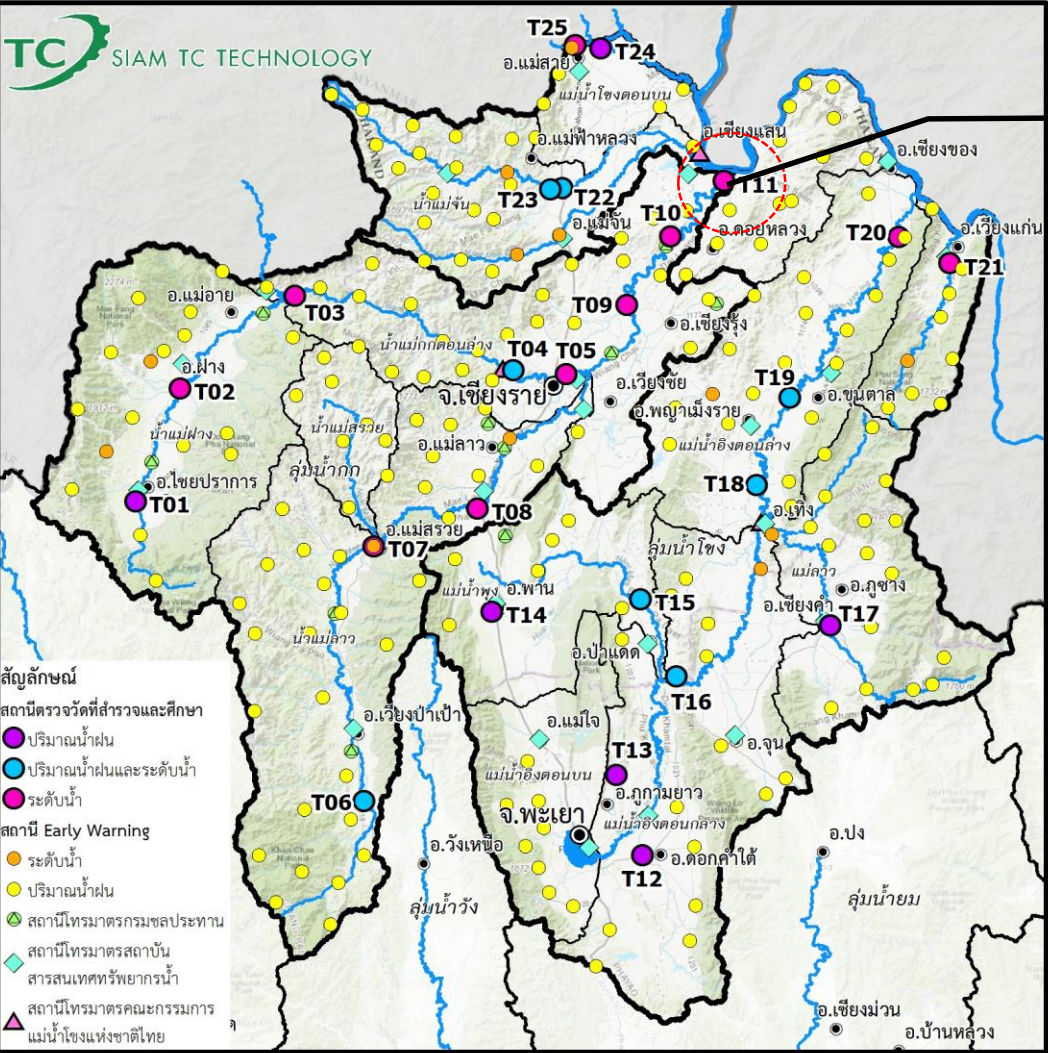 TC SIAM TC TECHNOLOGY
T25
T24
อ.แม่สาย
แม่น้ำโขงตอนบน
MYANMAR
THAILAND
อ.แม่ฟ้าหลวง
อ.เชียงแสน
อ.เชียงของ
T11
T23
T22
น้ำแม่จัน
อ.แม่จัน
T10
อ.ดอยหลวง
T20
อ.เวียงแก่น
T21
อ.แม่อาย
T03
T09
อ.เชียงรุ้ง
น้ำแม่กกตอนล่าง
T04
T05
อ.ฝาง
T02
จ.เชียงราย
อ.เวียงชัย
T19
อ.ขุนตาล
อ.พญาเม็งราย
น้ำแม่ฝาง
น้ำแม่สรวย
อ.แม่ลาว
แม่น้ำอิงตอนล่าง
ลุ่มน้ำกก
อ.ไชยปราการ
T01
T18
T08
อ.เทิง
อ.แม่สรวย
T07
ลุ่มน้ำโขง
แม่ลาว
อ.ภูซาง
แม่น้ำพุง
อ.พาน
T14
T15
อ.เชียงคำ
T17
น้ำแม่ลาว
อ.ป่าแดด
T16
อ.เวียงป่าเป้า
อ.แม่ใจ
อ.จุน
T13
แม่น้ำอิงตอนบน
T06
อ.ภูกามยาว
จ.พะเยา
แม่น้ำอิงตอนกลาง
อ.วังเหนือ
อ.ปง
T12
อ.ดอกคำใต้
ลุ่มน้ำวัง
ลุ่มน้ำยม
อ.เชียงม่วน
อ.บ้านหลวง
สัญลักษณ์
สถานีตรวจวัดที่สำรวจและศึกษา
ปริมาณน้ำฝน
ปริมาณน้ำฝนและระดับน้ำ
ระดับน้ำ
สถานี Early Warning
ระดับน้ำ
ปริมาณน้ำฝน
สถานีโทรมาตรกรมชลประทาน
สถานีโทรมาตรสถาบัน
สารสนเทศทรัพยากรน้ำ
สถานีโทรมาตรคณะกรรมการ
แม่น้ำโขงแห่งชาติไทย